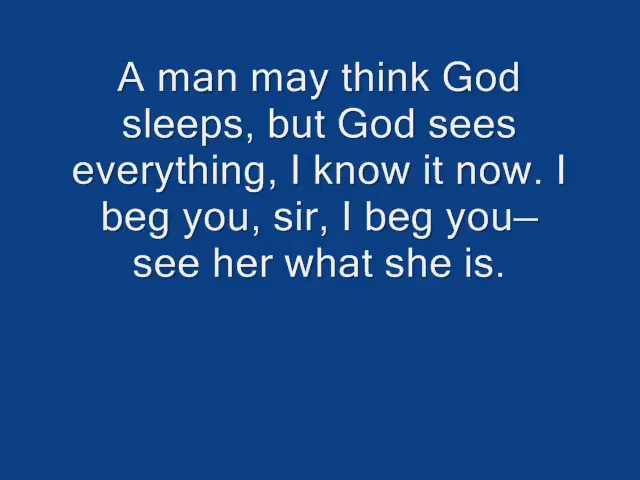 A man may think God
sleeps, but God sees
everything, I know it now. I
beg you, sir, I beg you—
see her what she is.